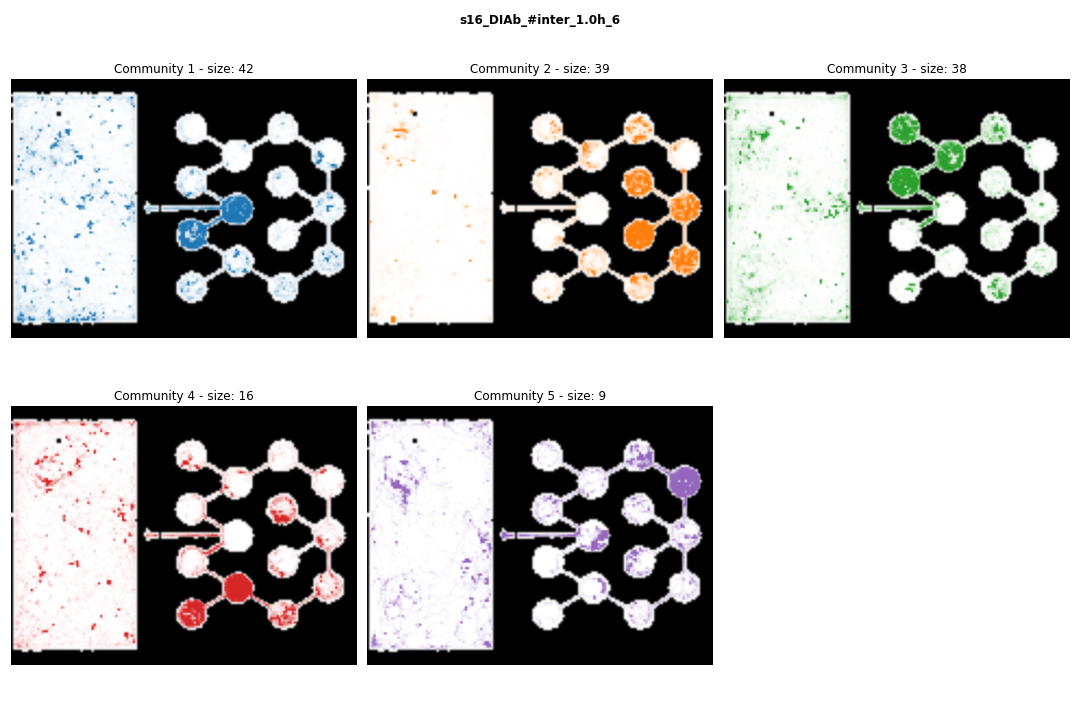 s16_DIAb_#inter_1.0h_6
Community 1 - size: 42
Community 2 - size: 39
Community 3 - size: 38
Community 4 - size: 16
Community 5 - size: 9